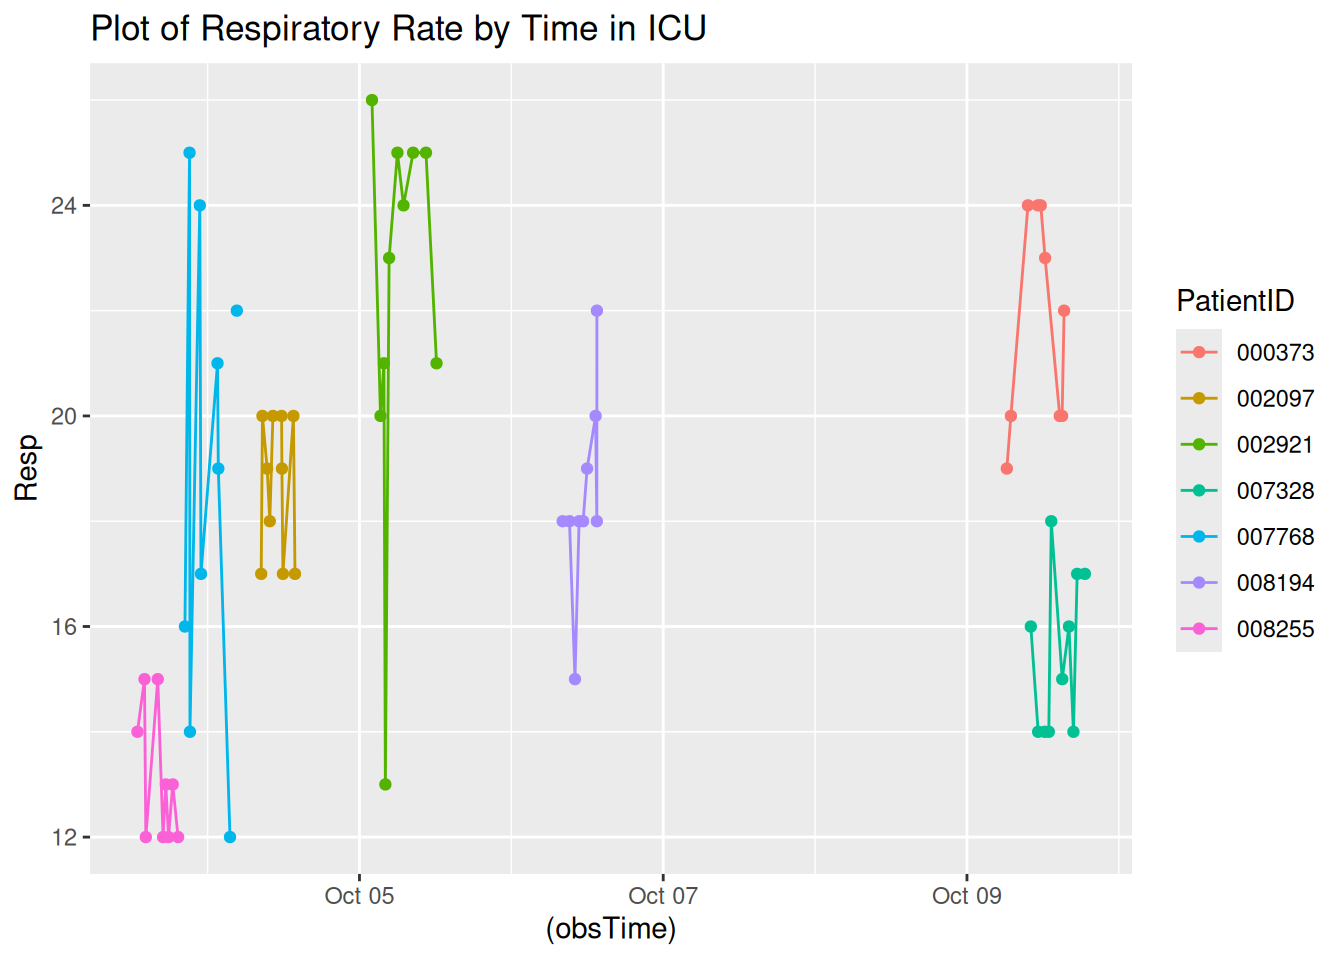 Plot of Respiratory Rate by Time in ICU
Resp
24
20
16
12
Oct 05
Oct 07
Oct 09
(obsTime)
PatientID
000373
002097
002921
007328
007768
008194
008255